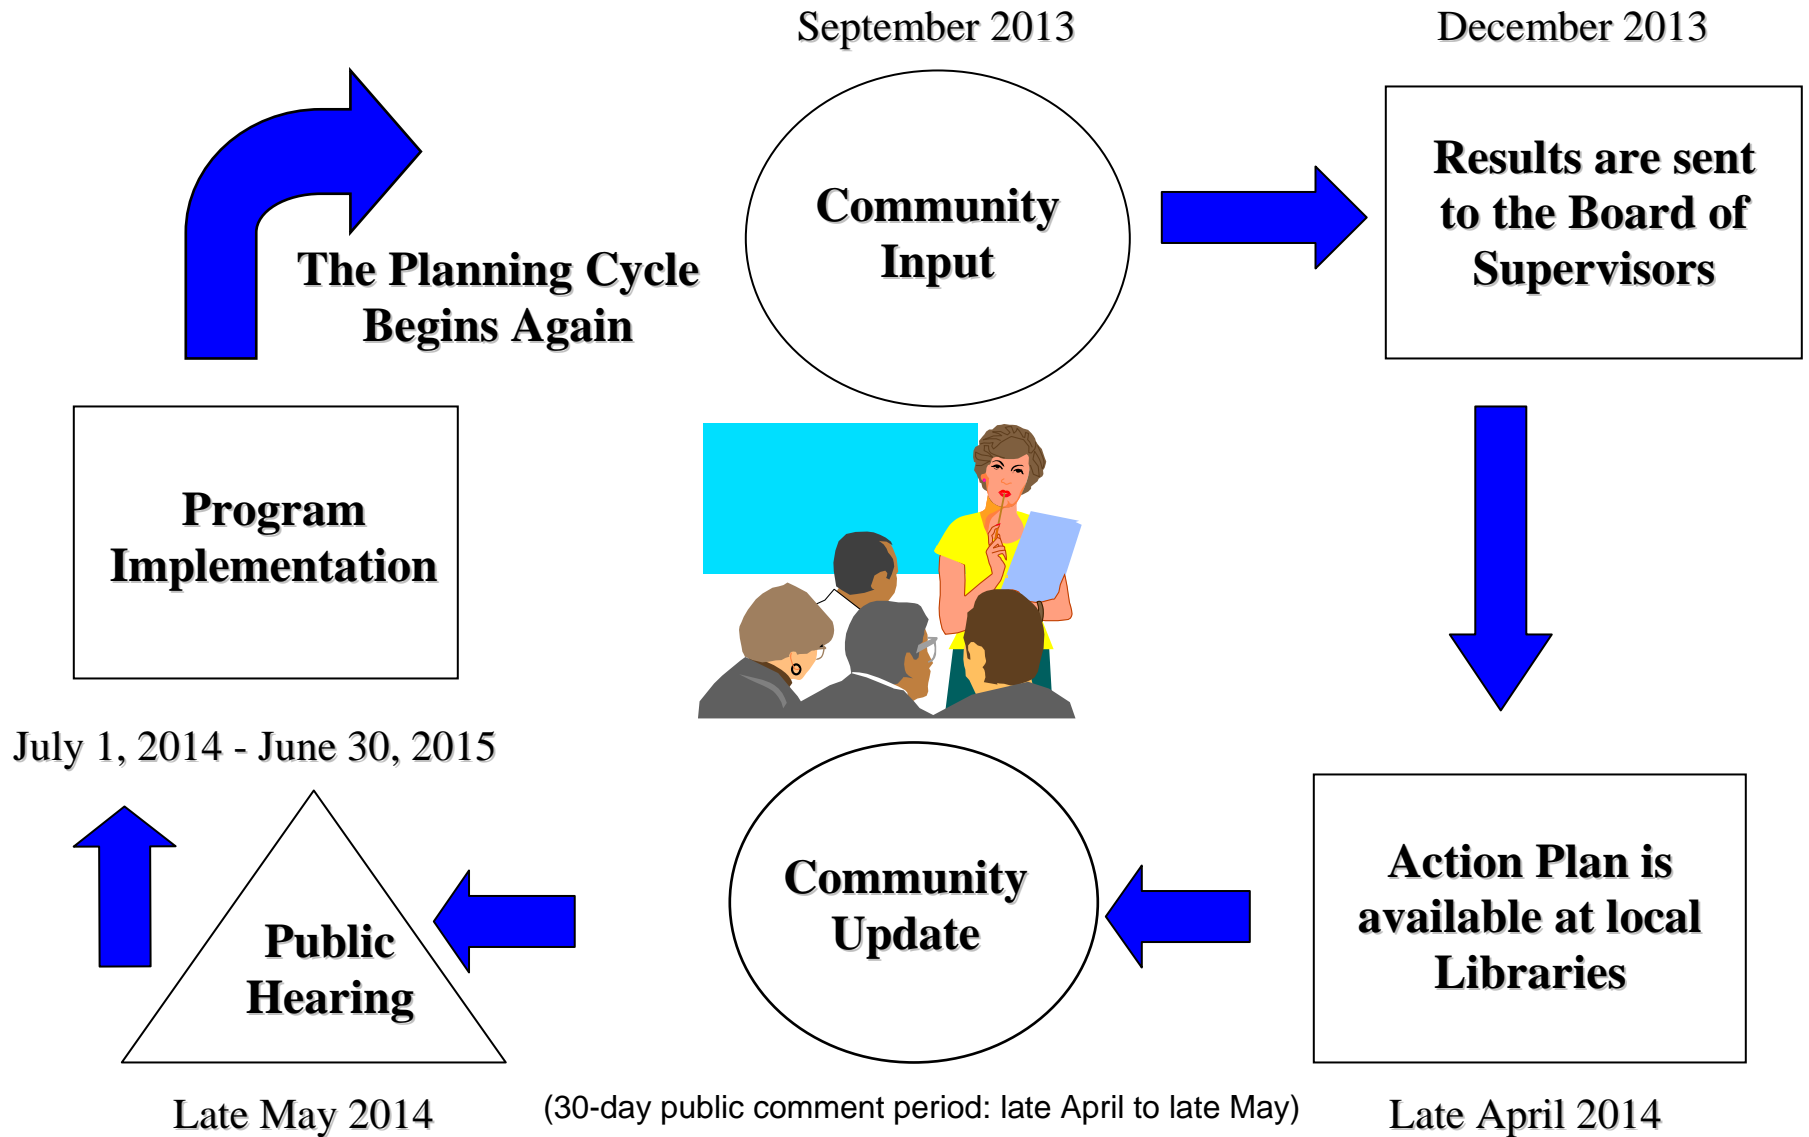 September 2013
December 2013
Community
Input
Results are sent
to the Board of
Supervisors
The Planning Cycle
Begins Again
Program
Implementation
July 1, 2014 - June 30, 2015
Public
Hearing
Late May 2014
Community
Update
(30-day public comment period: late April to late May)
Action Plan is
available at local
Libraries
Late April 2014